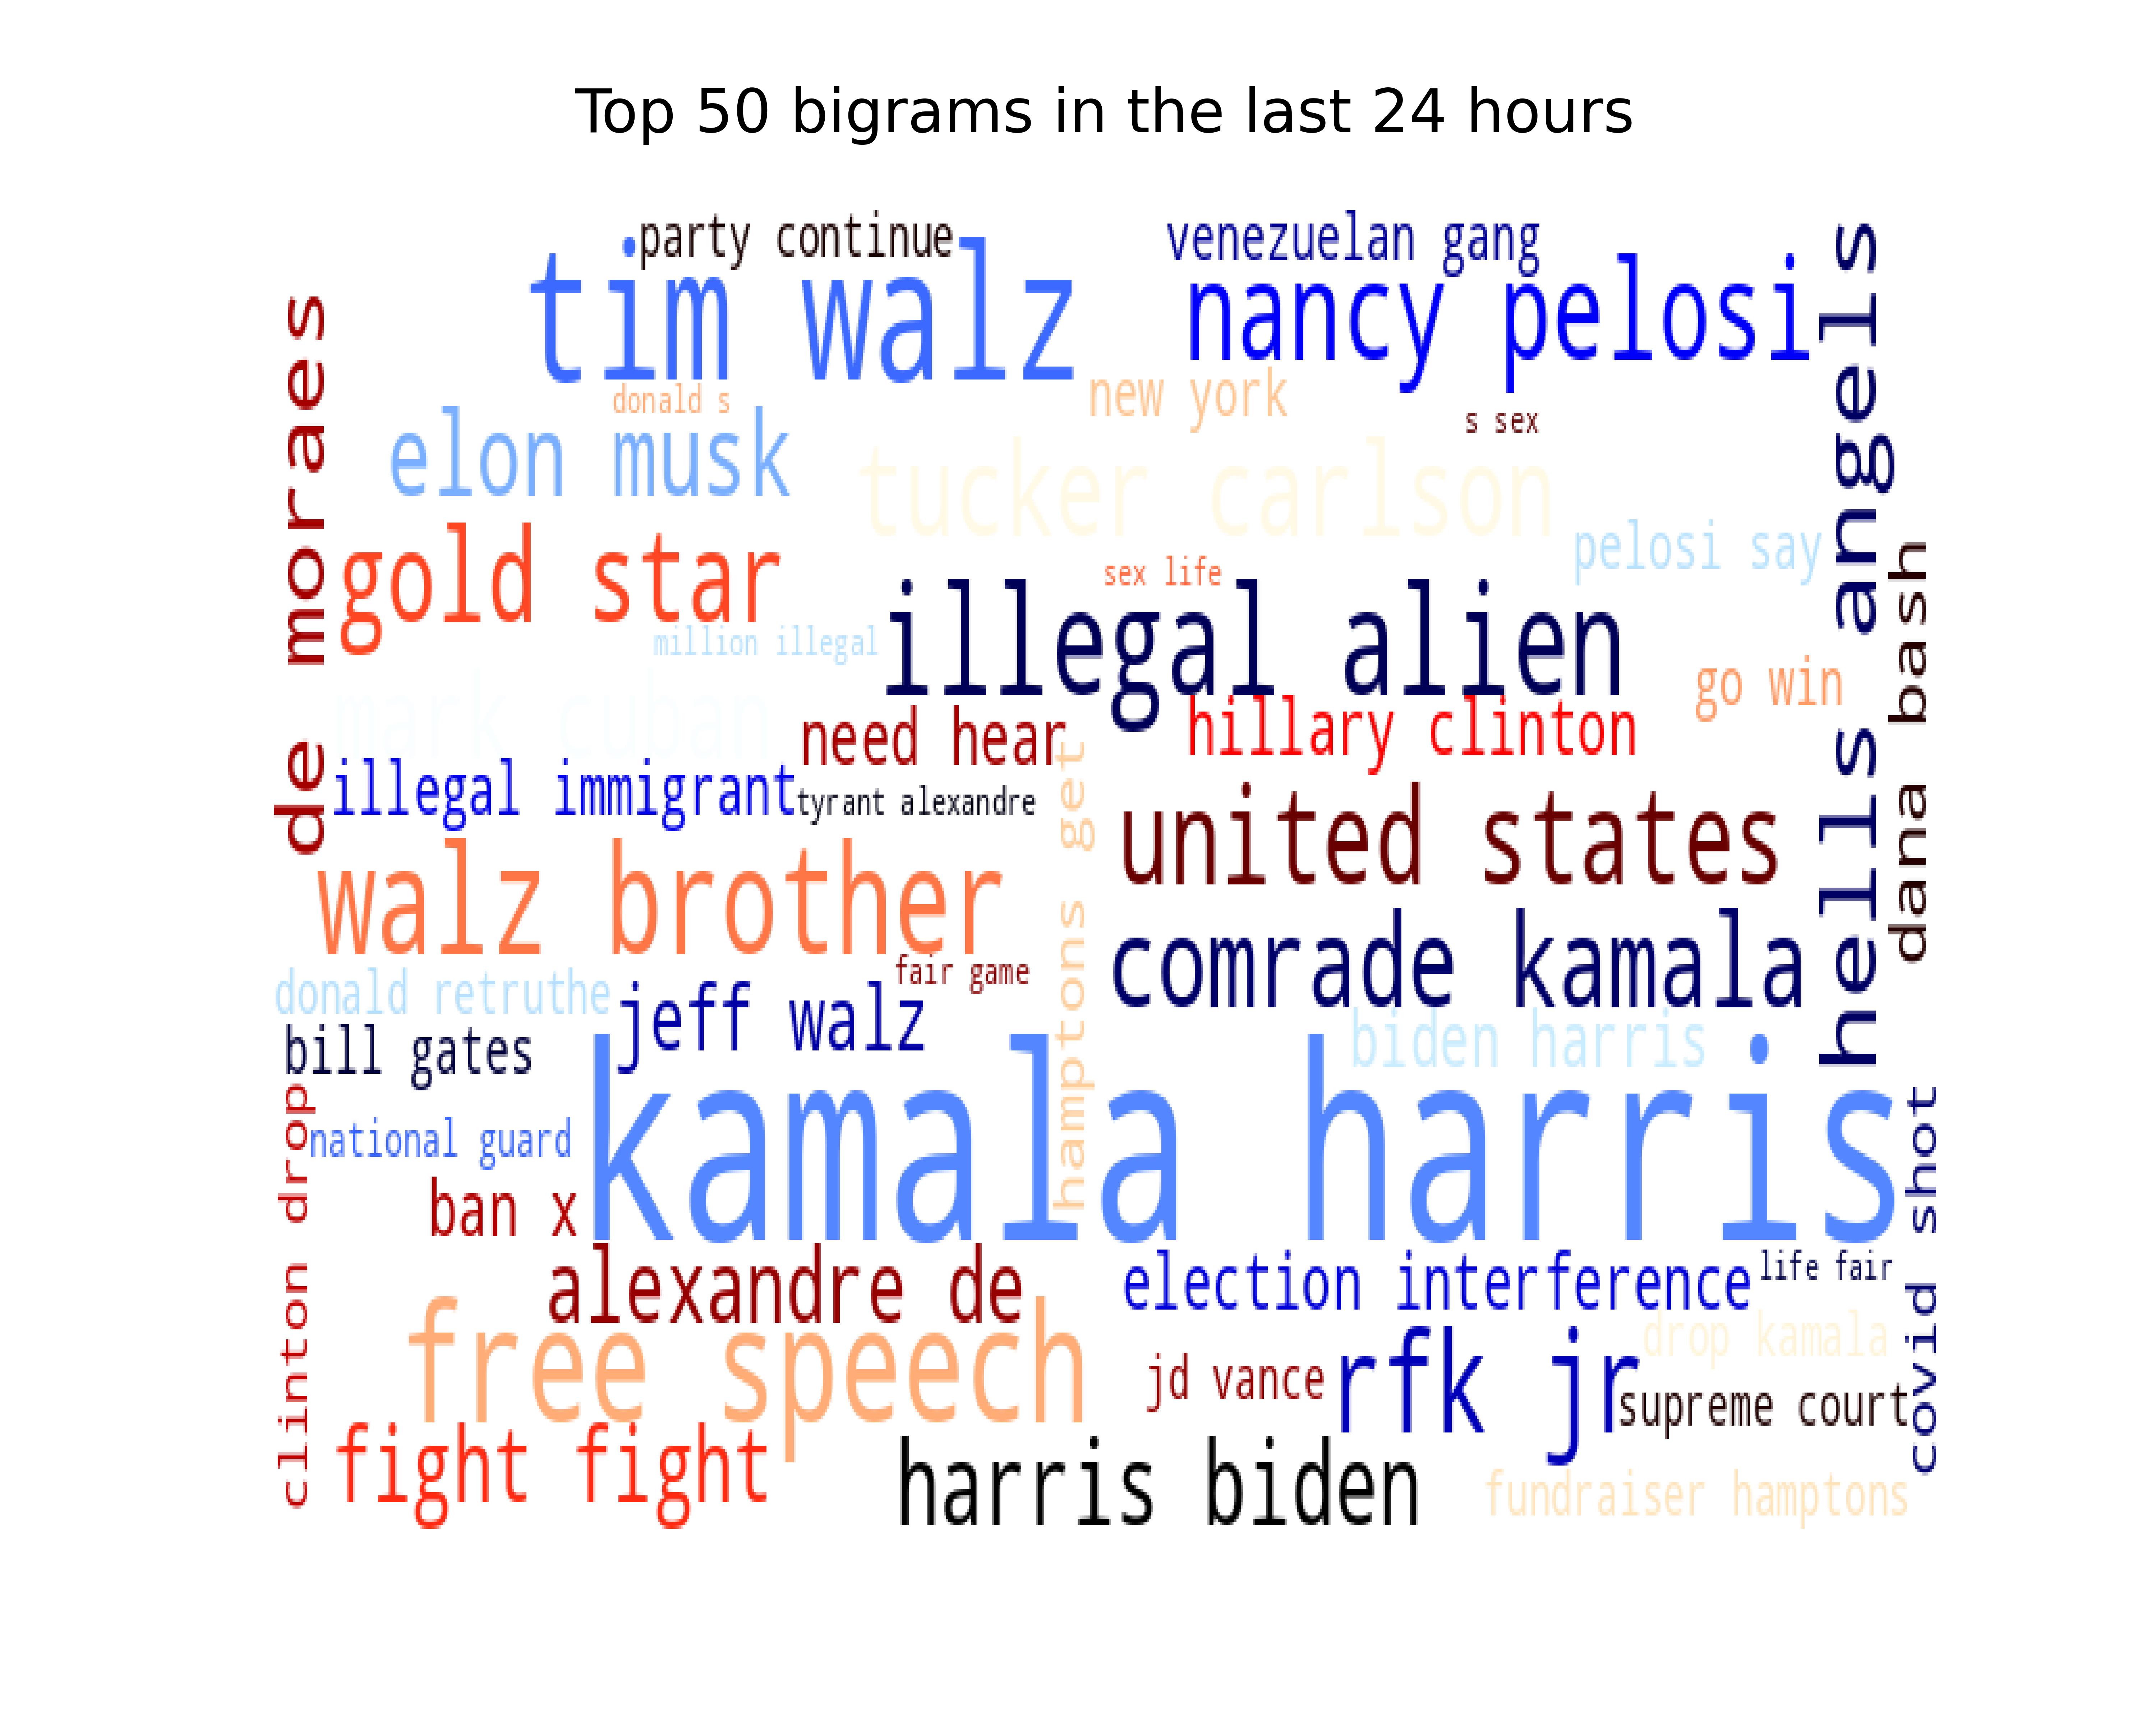 Top 50 bigrams in the last 24 hours
party continue
venezuelan gang
tim walz
nancy pelosi
hells angels
de moraes
donald s
new york
s sex
elon musk
tucker carlson
gold star
pelosi say
dana bash
sex life
illegal alien
million illegal
go win
mark cuban
need hear
hillary clinton
illegal immigrant
tyrant alexandre
hamptons get
united states
walz brother
comrade kamala
fair game
donald retruthe
jeff walz
biden harris
bill gates
kamala harris
clinton drop
national guard
covid shot
ban x
alexandre de
election interference
life fair
free speech
drop kamala
jd vance
rfk jr
supreme court
fight fight
harris biden
fundraiser hamptons